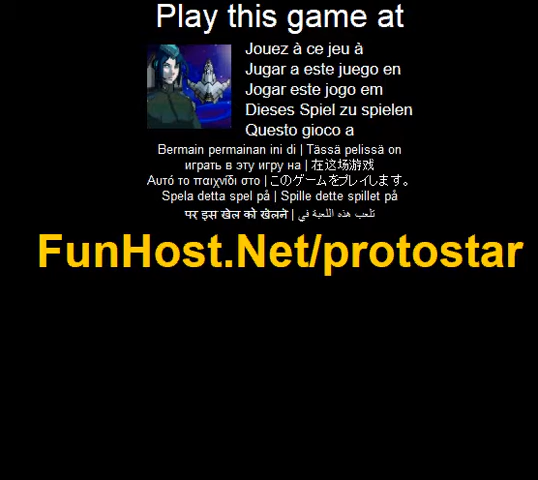 Play this game at
Jouez à ce jeu à
Jugar a este juego en
Jogar este jogo em
Dieses Spiel zu spielen
Questo gioco a
Bermain permainan ini di | Tässä pelissä on
играть в эту игру на | 在这场游戏
Αυτό το παιχνίδι στο | このゲームをプレイします。
Spela detta spel på | Spille dette spillet på
पर इस खेल को खेलने | تلعب هذه اللعبة في
FunHost.Net/protostar